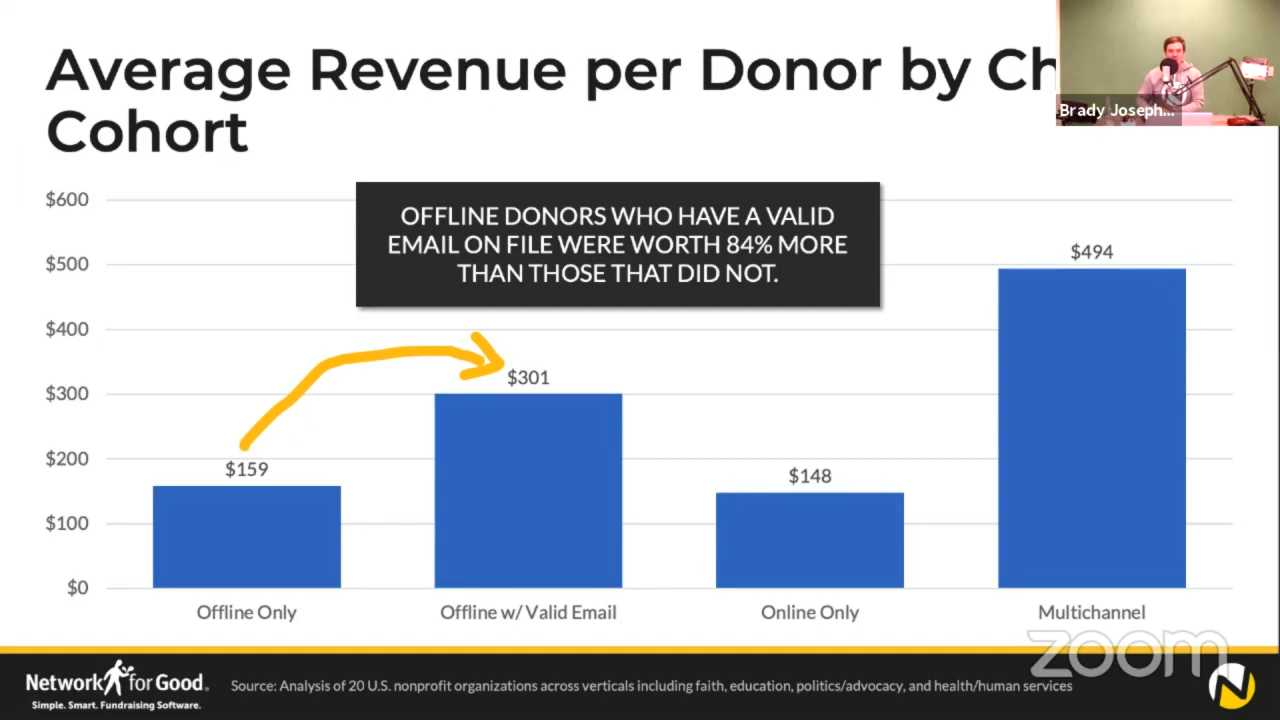 Average Revenue per Donor by Ch
Cohort
Brady Joseph...
$600
$500
$400
$300
$200
$100
$0
OFFLINE DONORS WHO HAVE A VALID
EMAIL ON FILE WERE WORTH 84% MORE
THAN THOSE THAT DID NOT.
$159
$301
$148
$494
Offline Only
Offline w/ Valid Email
Online Only
Multichannel
zoom
Network for Good.
Simple. Smart. Fundraising Software.
Source: Analysis of 20 U.S. nonprofit organizations across verticals including faith, education, politics/advocacy, and health/human services